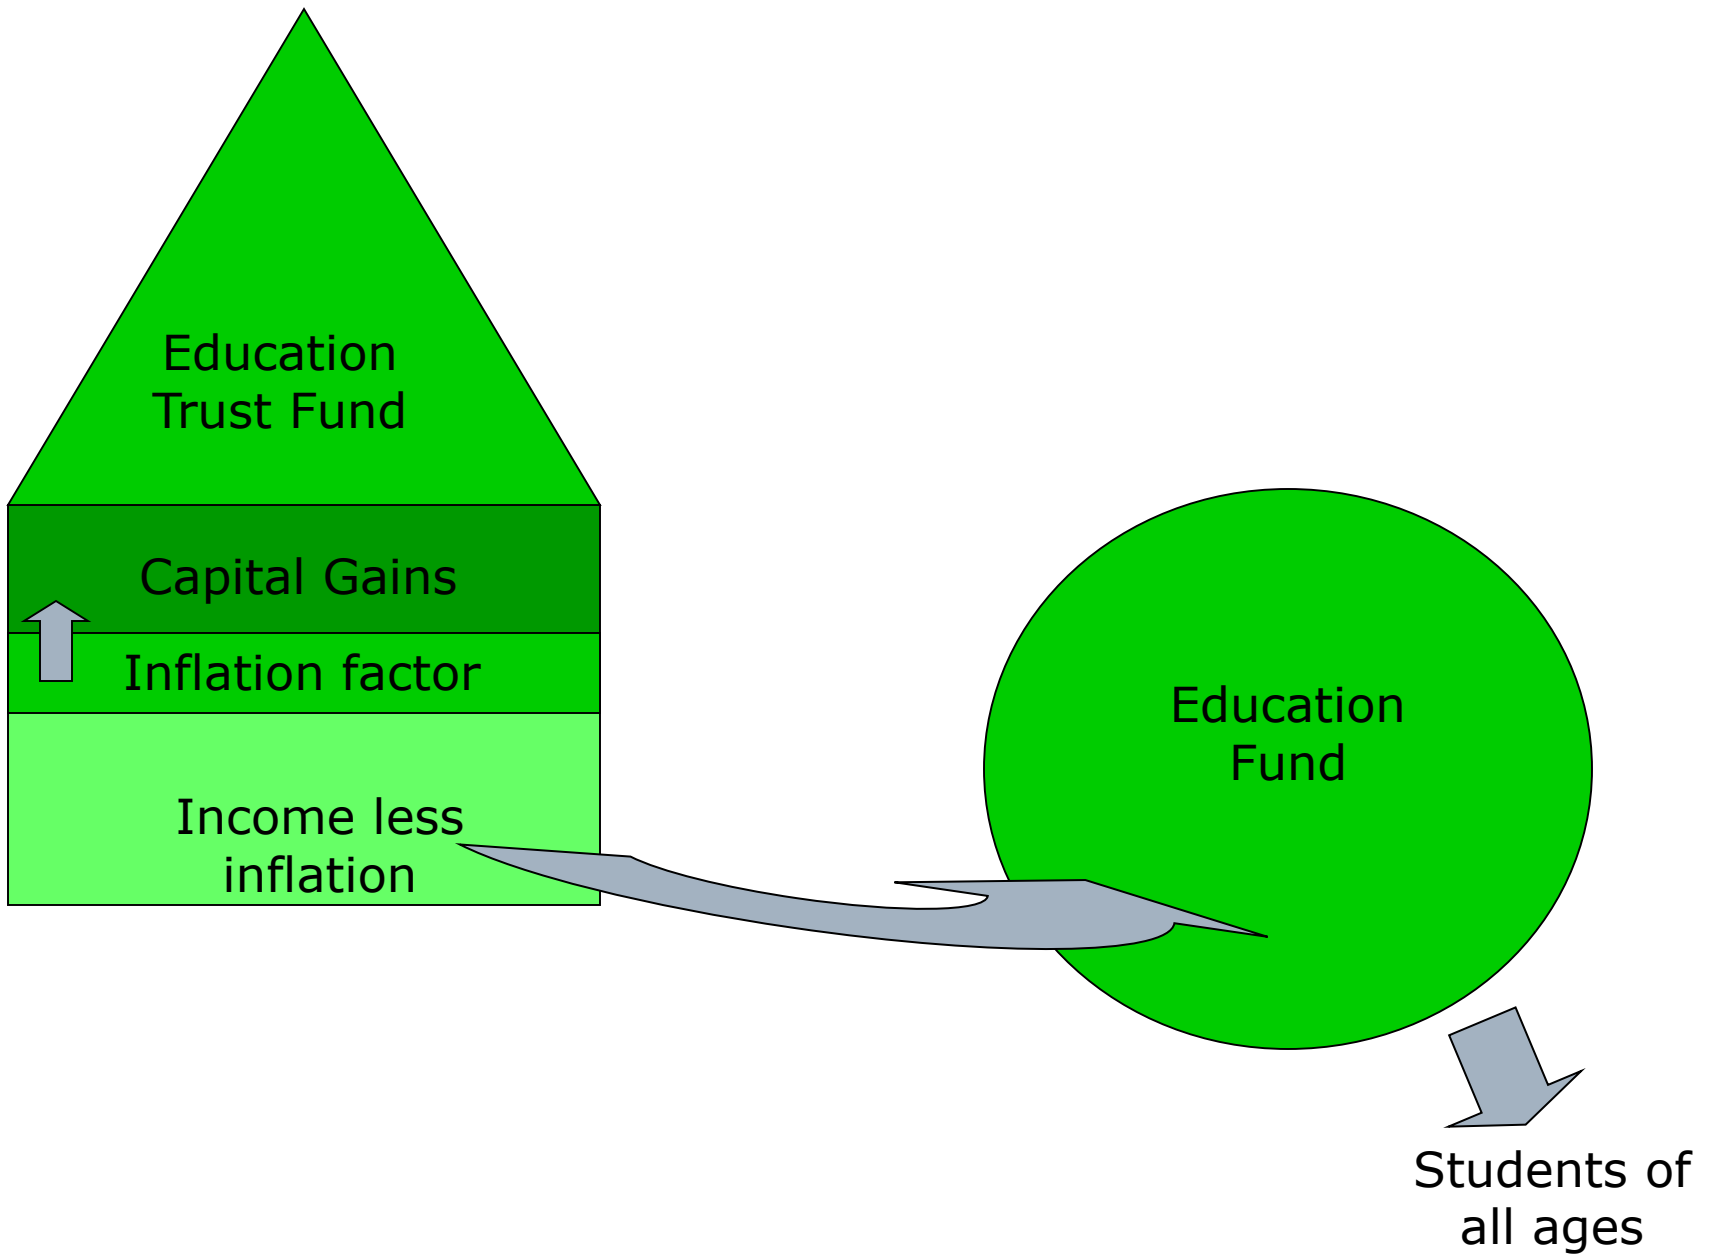 Education
Trust Fund
Capital Gains
Inflation factor
Income less
inflation
Education
Fund
Students of
all ages